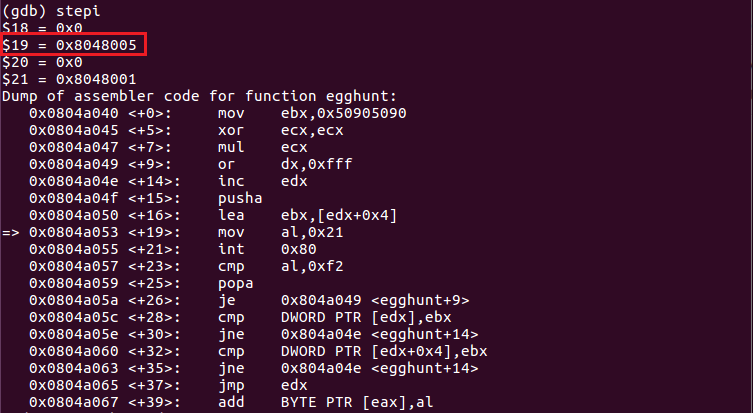 (gdb) stepi
$18 = 0x0
$19 = 0x8048005
$20 = 0x0
$21 = 0x8048001
Dump of assembler code for function egghunt:
   0x0804a040 <+0>:	mov    ebx,0x50905090
   0x0804a045 <+5>:	xor    ecx,ecx
   0x0804a047 <+7>:	mul    ecx
   0x0804a049 <+9>:	or     dx,0xfff
   0x0804a04e <+14>:	inc    edx
   0x0804a04f <+15>:	pusha
   0x0804a050 <+16>:	lea    ebx,[edx+0x4]
=> 0x0804a053 <+19>:	mov    al,0x21
   0x0804a055 <+21>:	int    0x80
   0x0804a057 <+23>:	cmp    al,0xf2
   0x0804a059 <+25>:	popa
   0x0804a05a <+26>:	je     0x804a049 <egghunt+9>
   0x0804a05c <+28>:	cmp    DWORD PTR [edx],ebx
   0x0804a05e <+30>:	jne    0x804a04e <egghunt+14>
   0x0804a060 <+32>:	cmp    DWORD PTR [edx+0x4],ebx
   0x0804a063 <+35>:	jne    0x804a04e <egghunt+14>
   0x0804a065 <+37>:	jmp    edx
   0x0804a067 <+39>:	add    BYTE PTR [eax],al